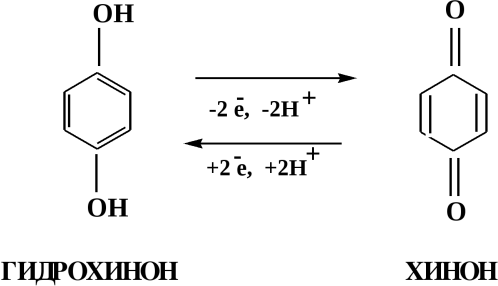 OH
O
-2 e̅, -2H⁺
+2 e̅, +2H⁺
OH
O
ГИДРОХИНОН
ХИНОН